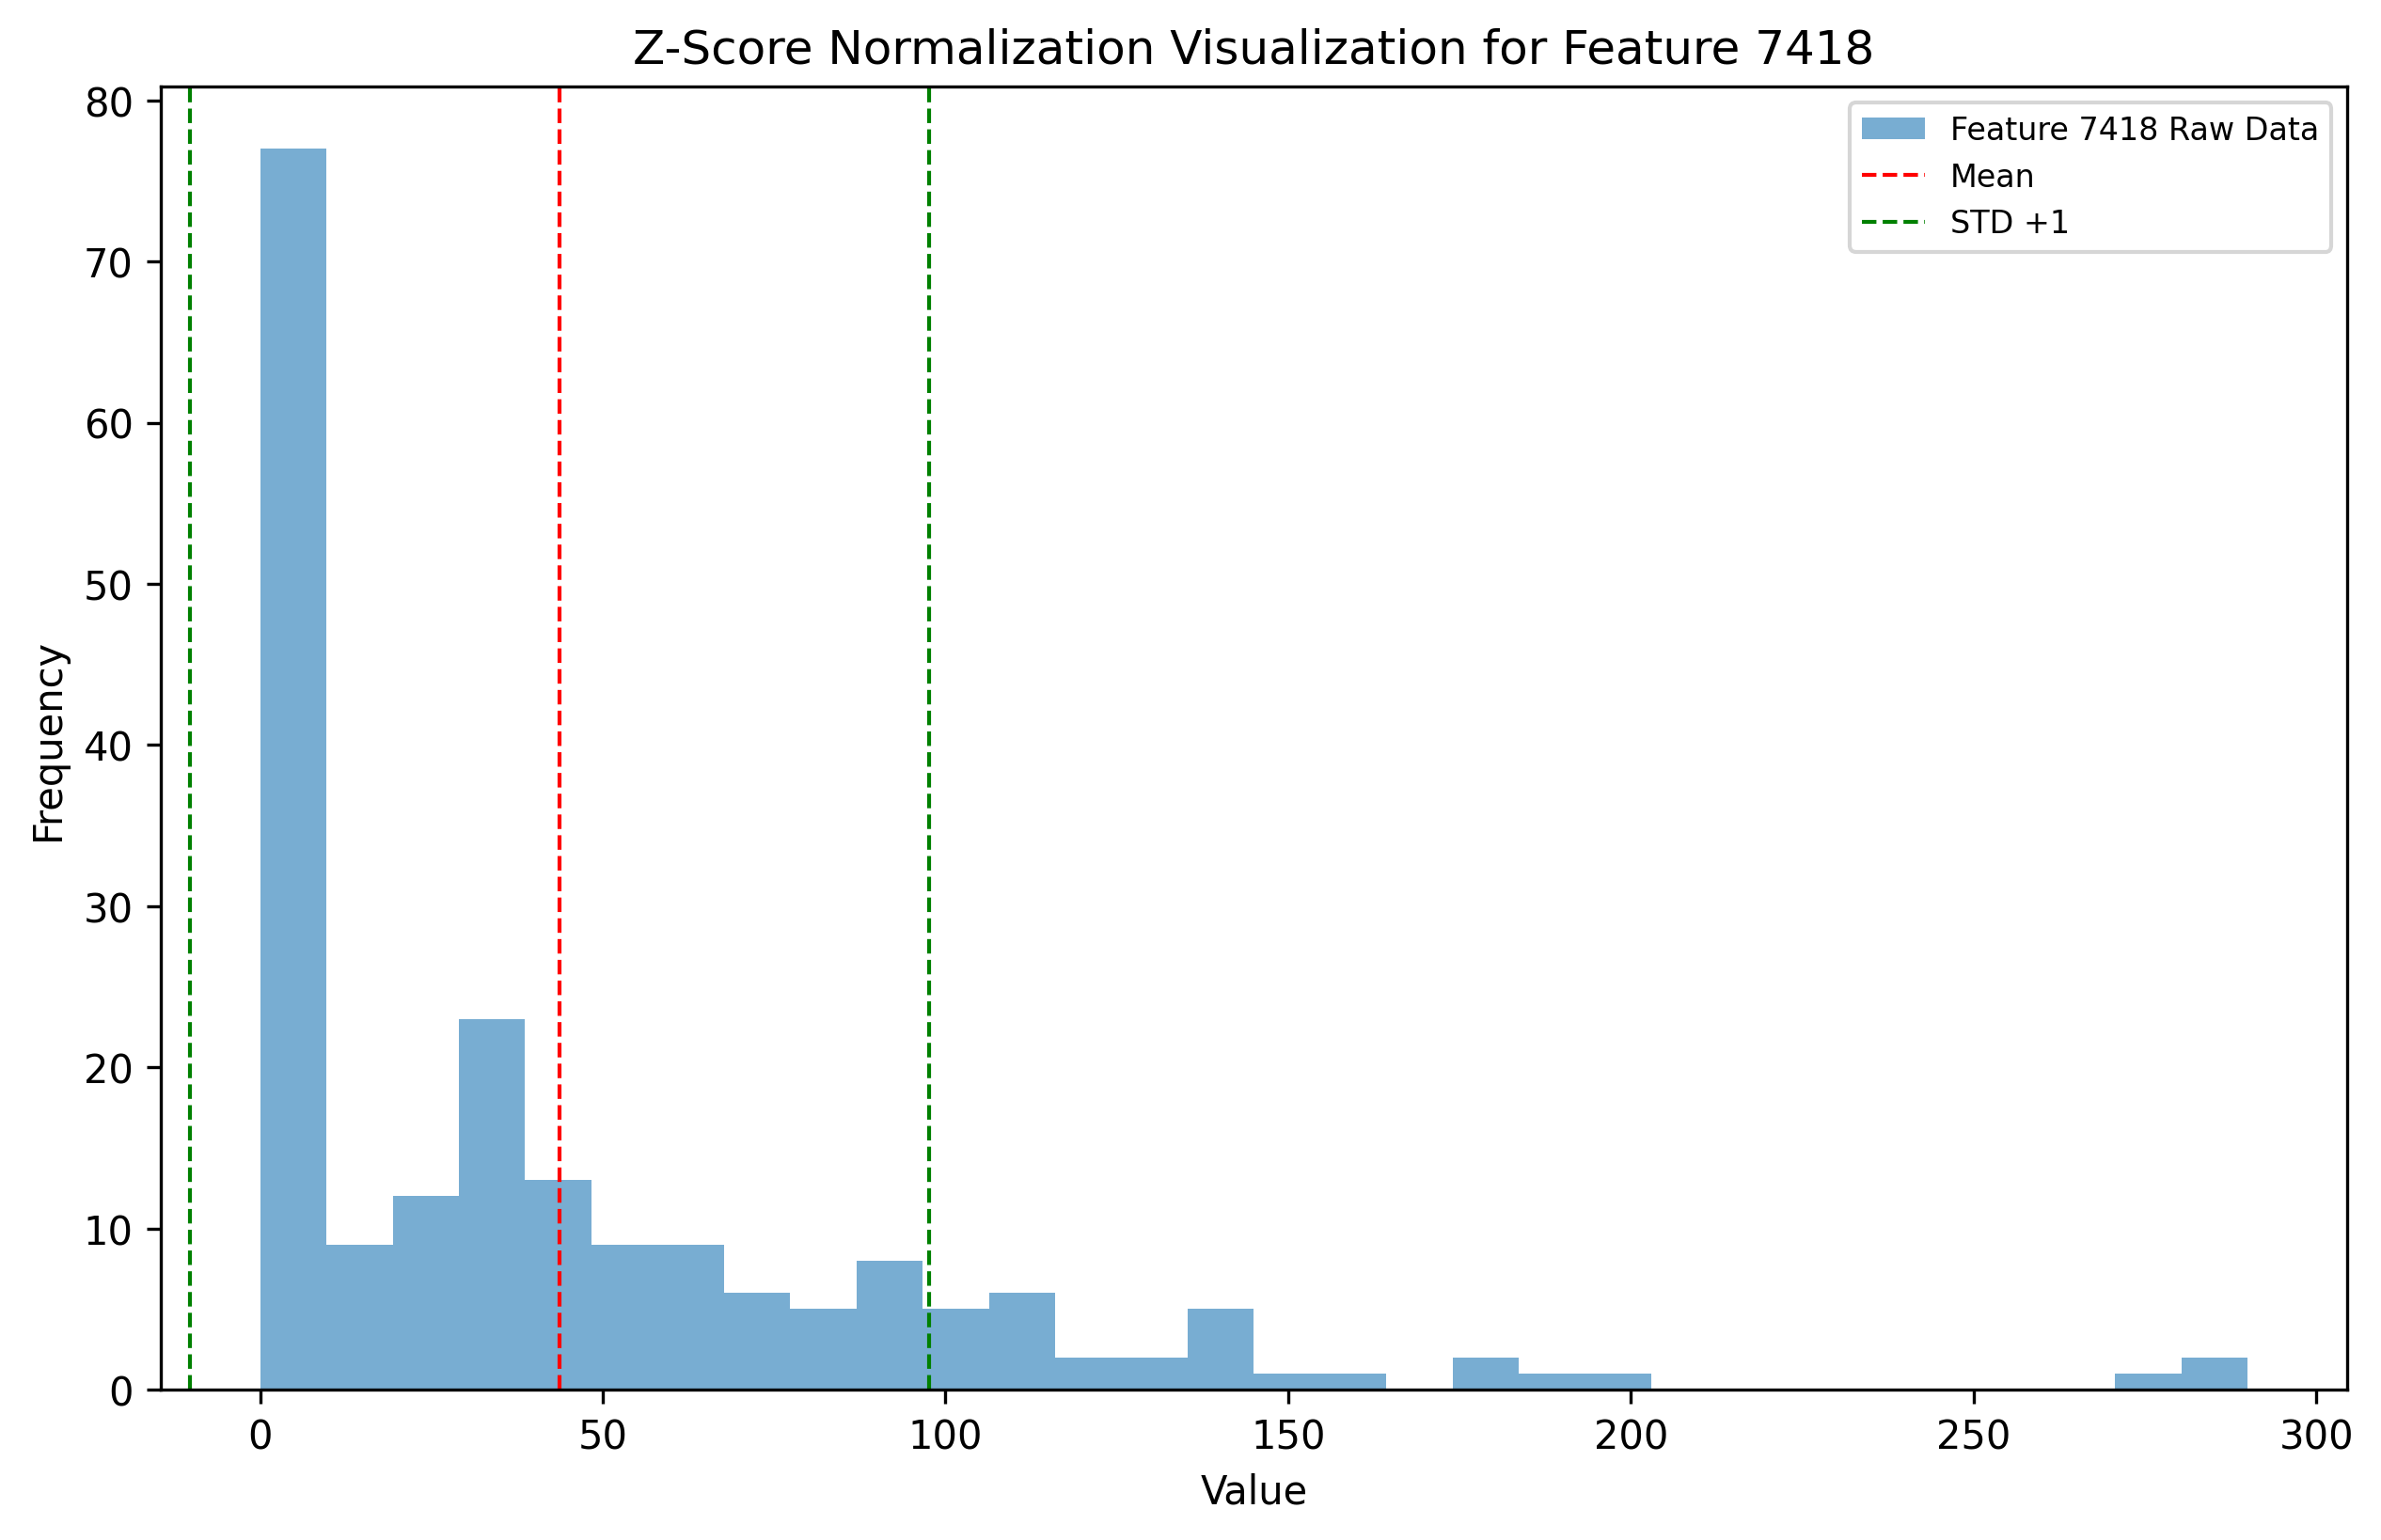 Z-Score Normalization Visualization for Feature 7418
Feature 7418 Raw Data
Mean
STD +1
80
70
60
50
40
30
20
10
0
Frequency
0 50 100 150 200 250 300
Value